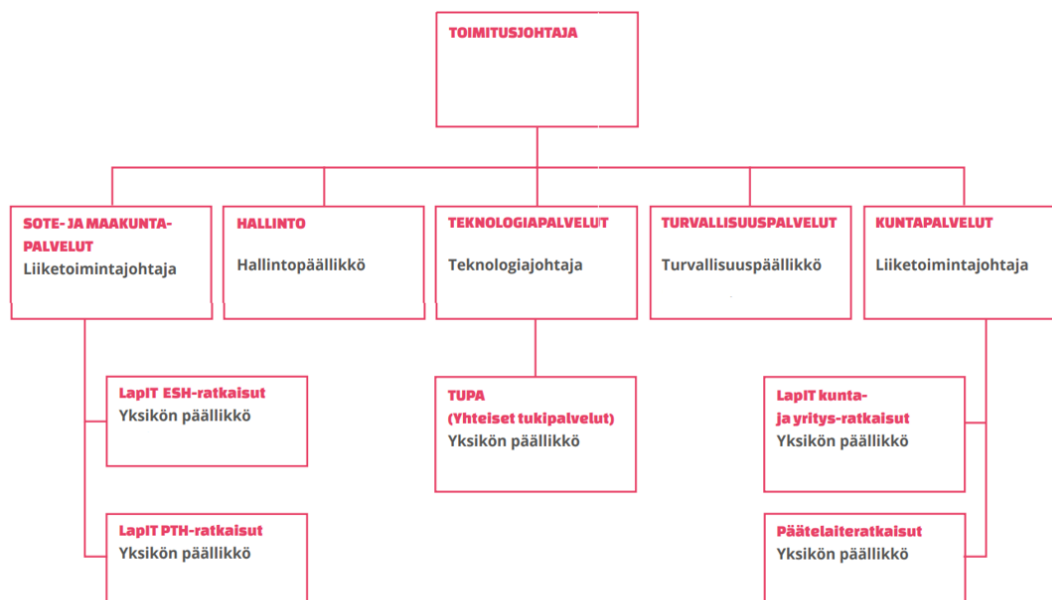 TOIMITUSJOHTAJA
SOTE- JA MAAKUNTA-
PALVELUT
Liiketoimintajohtaja
HALLINTO
Hallintopäällikkö
TEKNOLOGIAPALVELUT
Teknologiajohtaja
TURVALLISUUSPALVELUT
Turvallisuuspäällikkö
KUNTAPALVELUT
Liiketoimintajohtaja
LapIT ESH-ratkaisut
Yksikön päällikkö
TUPA
(Yhteiset tukipalvelut)
Yksikön päällikkö
LapIT kunta-
ja yritys-ratkaisut
Yksikön päällikkö
LapIT PTH-ratkaisut
Yksikön päällikkö
Päätelaiteratkaisut
Yksikön päällikkö